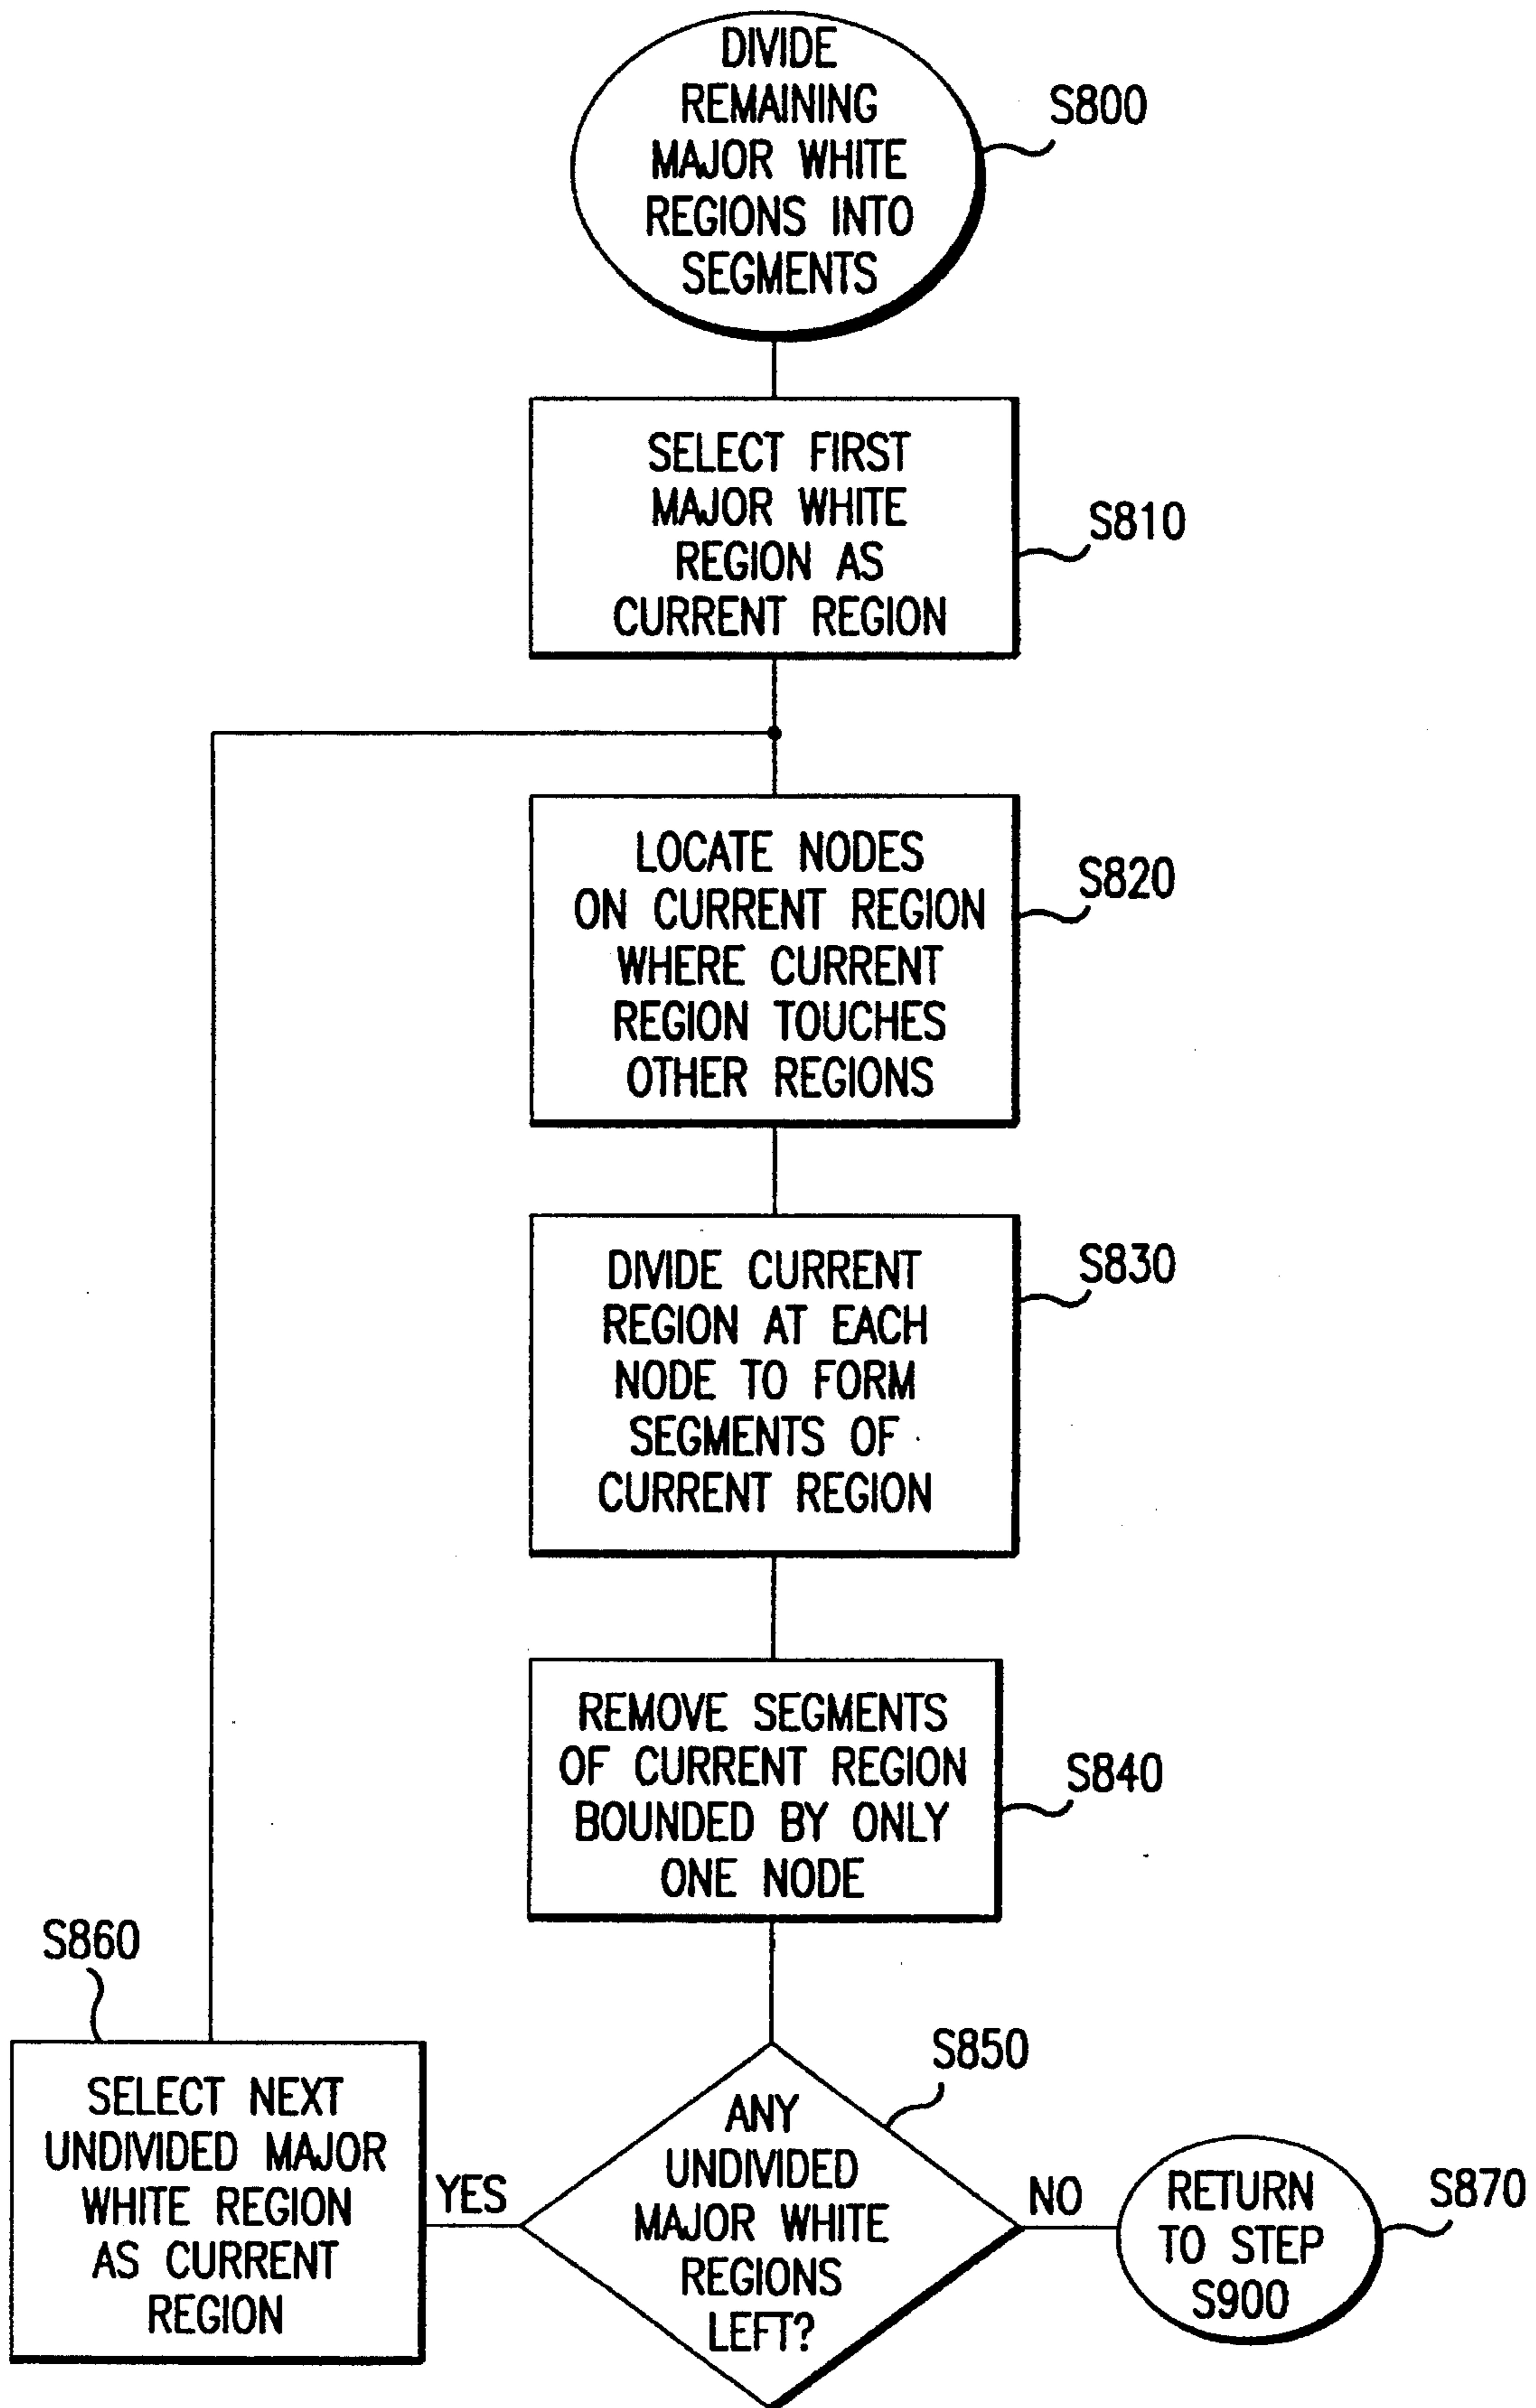 DIVIDE
REMAINING
MAJOR WHITE
REGIONS INTO
SEGMENTS
S800
SELECT FIRST
MAJOR WHITE
REGION AS
CURRENT REGION
S810
LOCATE NODES
ON CURRENT REGION
WHERE CURRENT
REGION TOUCHES
OTHER REGIONS
S820
DIVIDE CURRENT
REGION AT EACH
NODE TO FORM
SEGMENTS OF
CURRENT REGION
S830
REMOVE SEGMENTS
OF CURRENT REGION
BOUNDED BY ONLY
ONE NODE
S840
S860
SELECT NEXT
UNDIVIDED MAJOR
WHITE REGION
AS CURRENT
REGION
YES
ANY
UNDIVIDED
MAJOR WHITE
REGIONS
LEFT?
S850
NO
RETURN
TO STEP
S900
S870